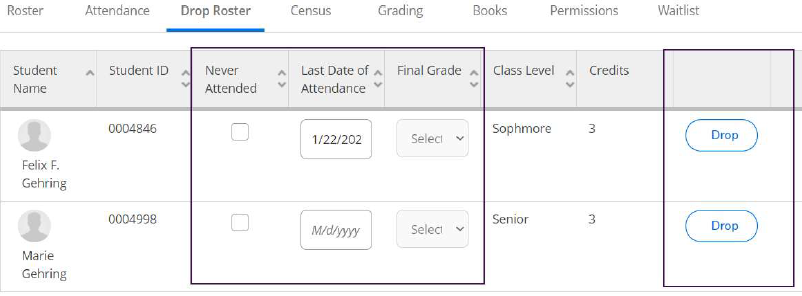 Roster Attendance Drop Roster Census Grading Books Permissions Waitlist
Student Name Student ID Never Attended Last Date of Attendance Final Grade Class Level Credits
0004846 1/22/202 Select Sophmore 3 Drop
Felix F.
Gehring
0004998 M/d/yyyy Select Senior 3 Drop
Marie
Gehring